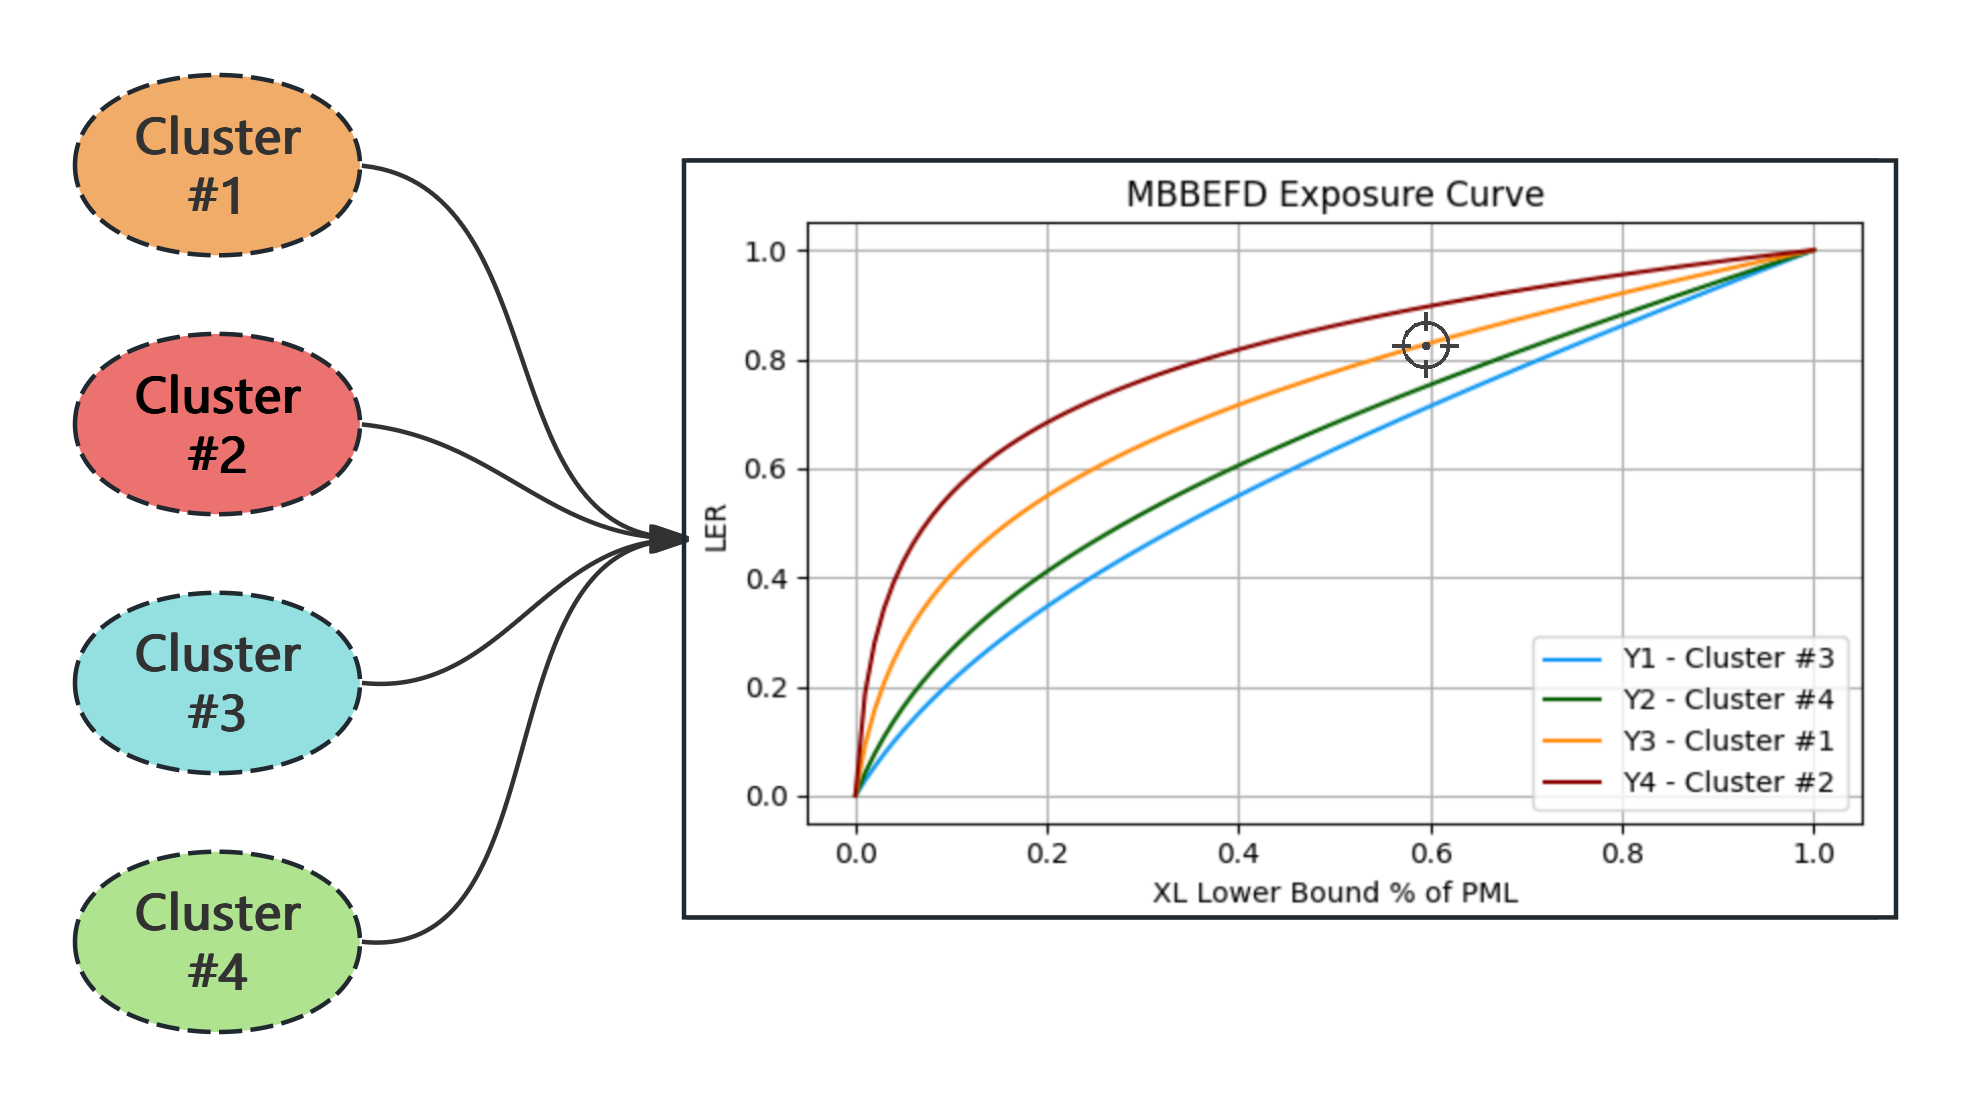 Cluster
#1
Cluster
#2
Cluster
#3
Cluster
#4
MBBEFD Exposure Curve
LER
1.0
0.8
0.6
0.4
0.2
0.0
0.0 0.2 0.4 0.6 0.8 1.0
XL Lower Bound % of PML
Y1 - Cluster #3
Y2 - Cluster #4
Y3 - Cluster #1
Y4 - Cluster #2